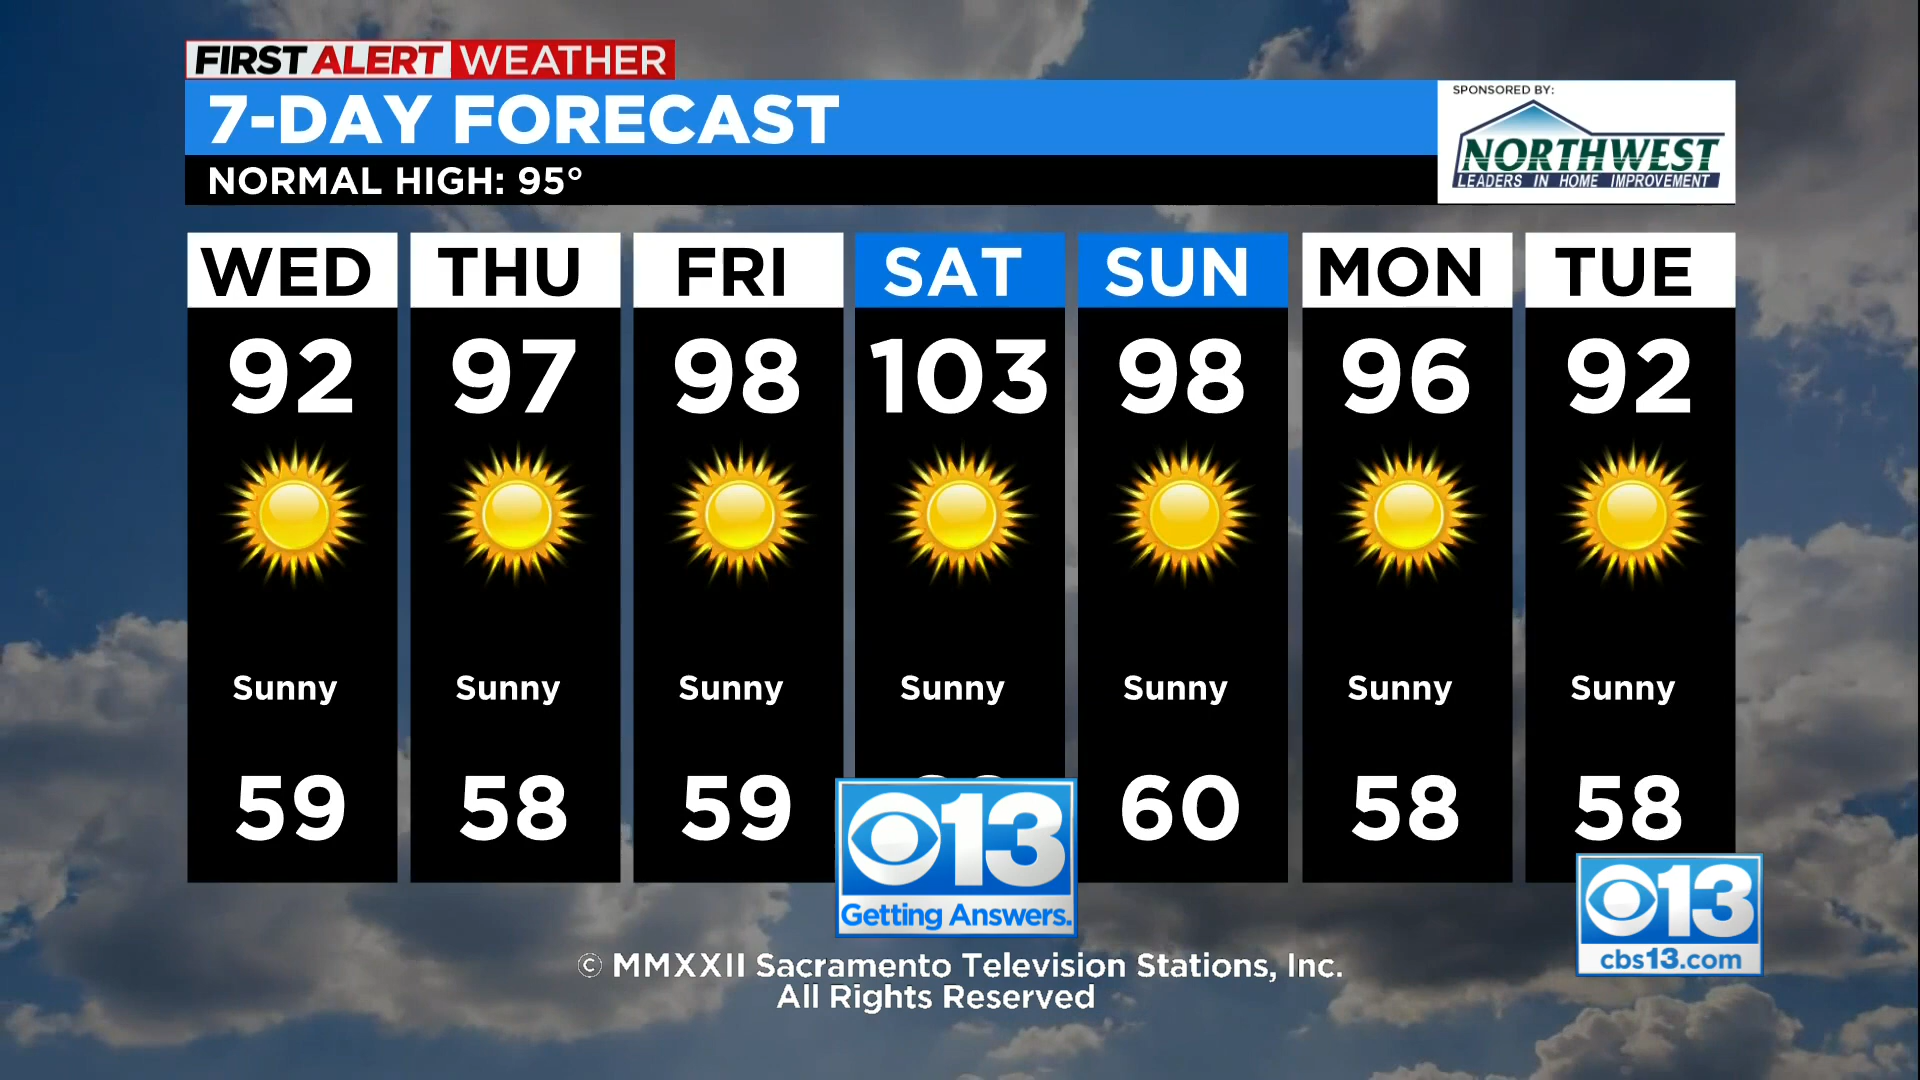 FIRST ALERT WEATHER
7-DAY FORECAST
NORMAL HIGH: 95°
SPONSORED BY:
NORTHWEST
LEADERS IN HOME IMPROVEMENT
WED THU FRI SAT SUN MON TUE
92 97 98 103 98 96 92
Sunny Sunny Sunny Sunny Sunny Sunny Sunny
59 58 59 60 58 58
13
Getting Answers.
13
cbs13.com
© MMXXII Sacramento Television Stations, Inc.
All Rights Reserved